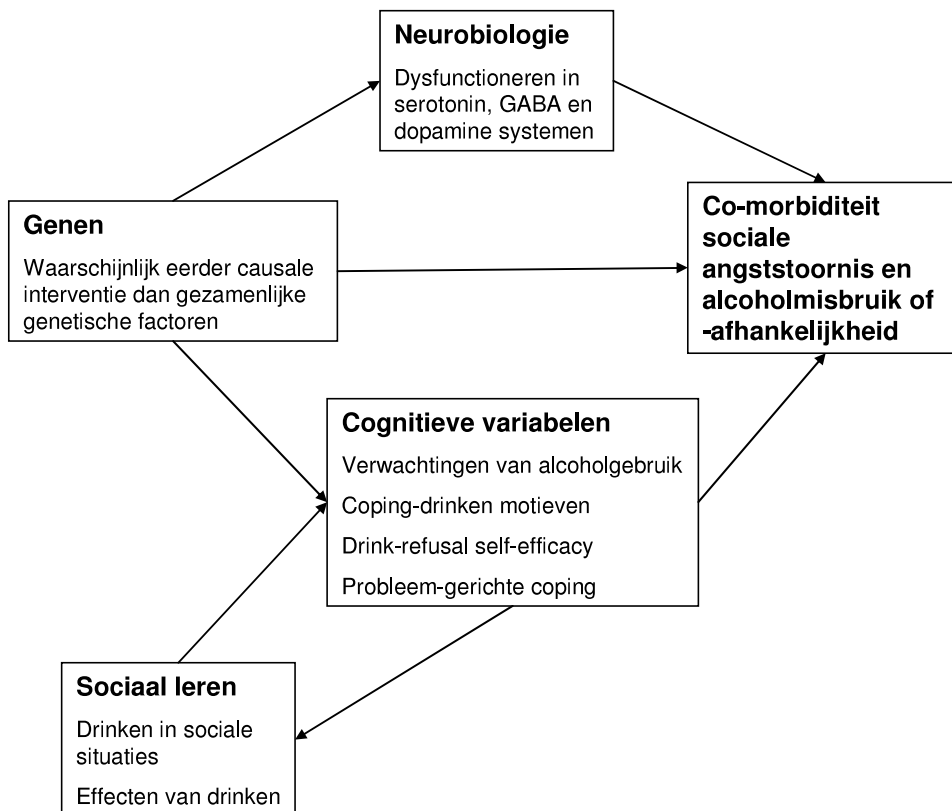 Neurobiologie
Dysfunctioneren in
serotonin, GABA en
dopamine systemen
Genen
Waarschijnlijk eerder causale
interventie dan gezamenlijke
genetische factoren
Co-morbiditeit
sociale
angststoornis en
alcoholmisbruik of
-afhankelijkheid
Cognitieve variabelen
Verwachtingen van alcoholgebruik
Coping-drinken motieven
Drink-refusal self-efficacy
Probleem-gerichte coping
Sociaal leren
Drinken in sociale
situaties
Effecten van drinken